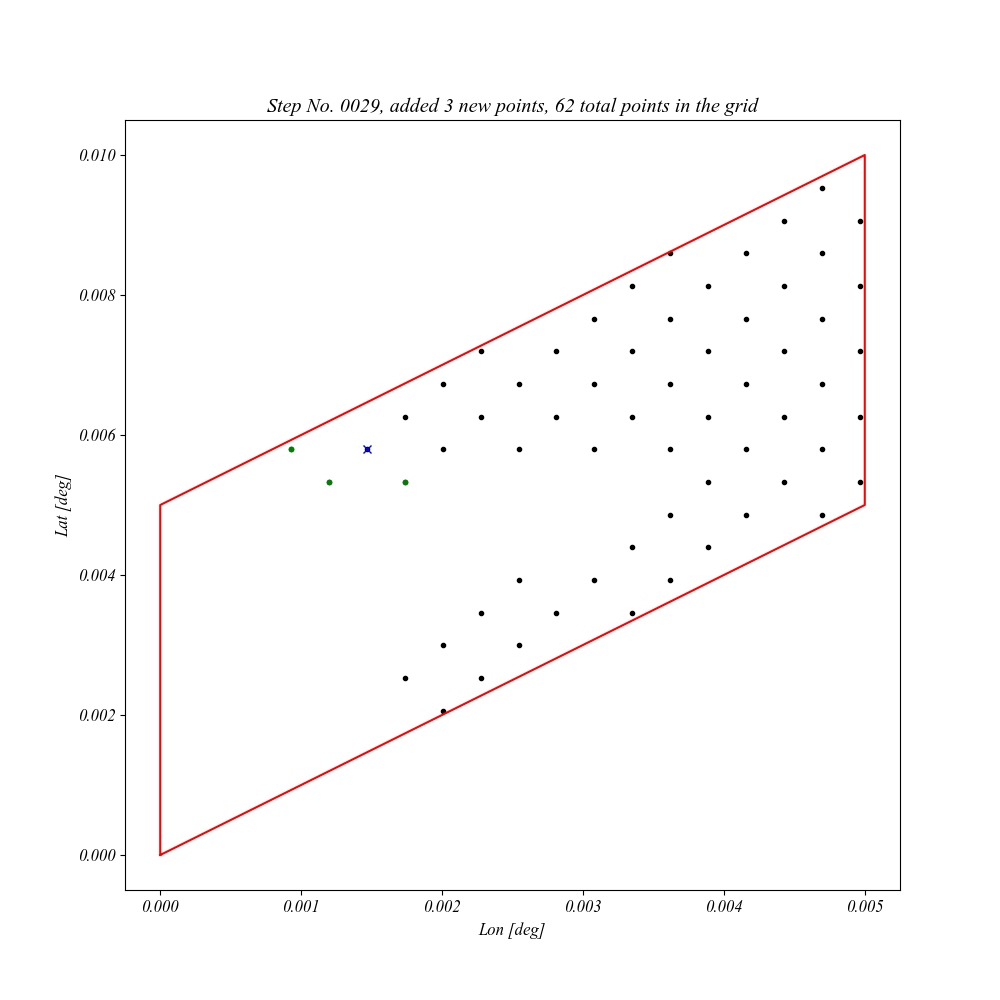 Step No. 0029, added 3 new points, 62 total points in the grid
0.010
0.008
0.006
0.004
0.002
0.000
Lat [deg]
0.000 0.001 0.002 0.003 0.004 0.005
Lon [deg]